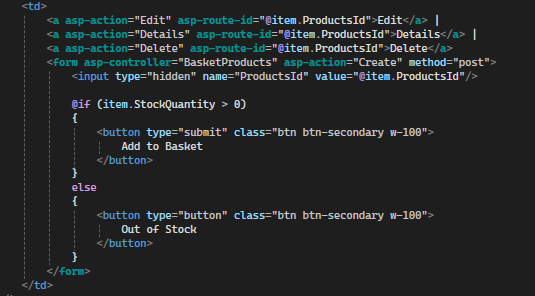 <td>
    <a asp-action="Edit" asp-route-id="@item.ProductsId">Edit</a> |
    <a asp-action="Details" asp-route-id="@item.ProductsId">Details</a> |
    <a asp-action="Delete" asp-route-id="@item.ProductsId">Delete</a>
    <form asp-controller="BasketProducts" asp-action="Create" method="post">
        <input type="hidden" name="ProductsId" value="@item.ProductsId"/>

        @if (item.StockQuantity > 0)
        {
            <button type="submit" class="btn btn-secondary w-100">
                Add to Basket
            </button>
        }
        else
        {
            <button type="button" class="btn btn-secondary w-100">
                Out of Stock
            </button>
        }
    </form>
</td>